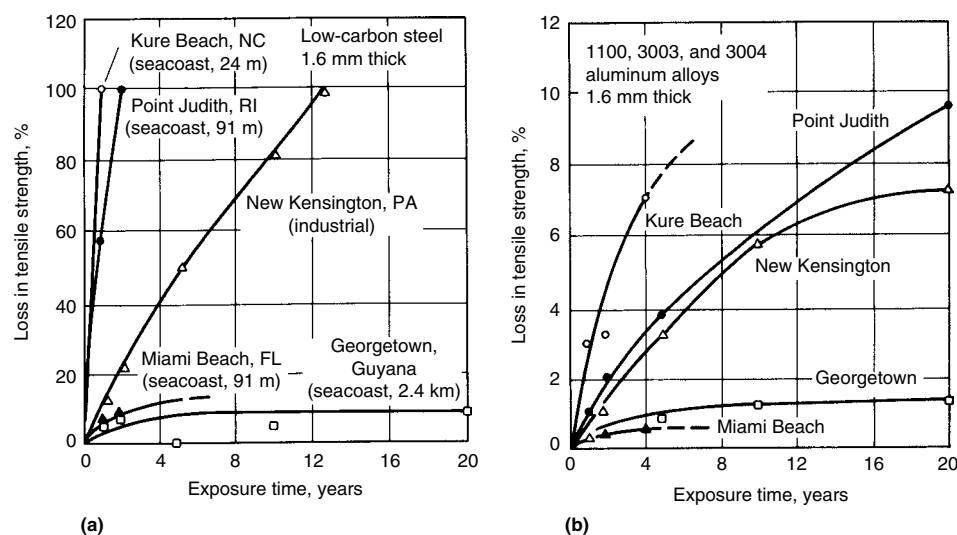 120
100
80
60
40
20
0
Loss in tensile strength, %
Kure Beach, NC
(seacoast, 24 m)
Low-carbon steel
1.6 mm thick
Point Judith, RI
(seacoast, 91 m)
New Kensington, PA
(industrial)
Miami Beach, FL
(seacoast, 91 m)
Georgetown,
Guyana
(seacoast, 2.4 km)
0 4 8 12 16 20
Exposure time, years
(a)
12
10
8
6
4
2
0
Loss in tensile strength, %
1100, 3003, and 3004
aluminum alloys
1.6 mm thick
Point Judith
Kure Beach
New Kensington
Georgetown
Miami Beach
0 4 8 12 16 20
Exposure time, years
(b)